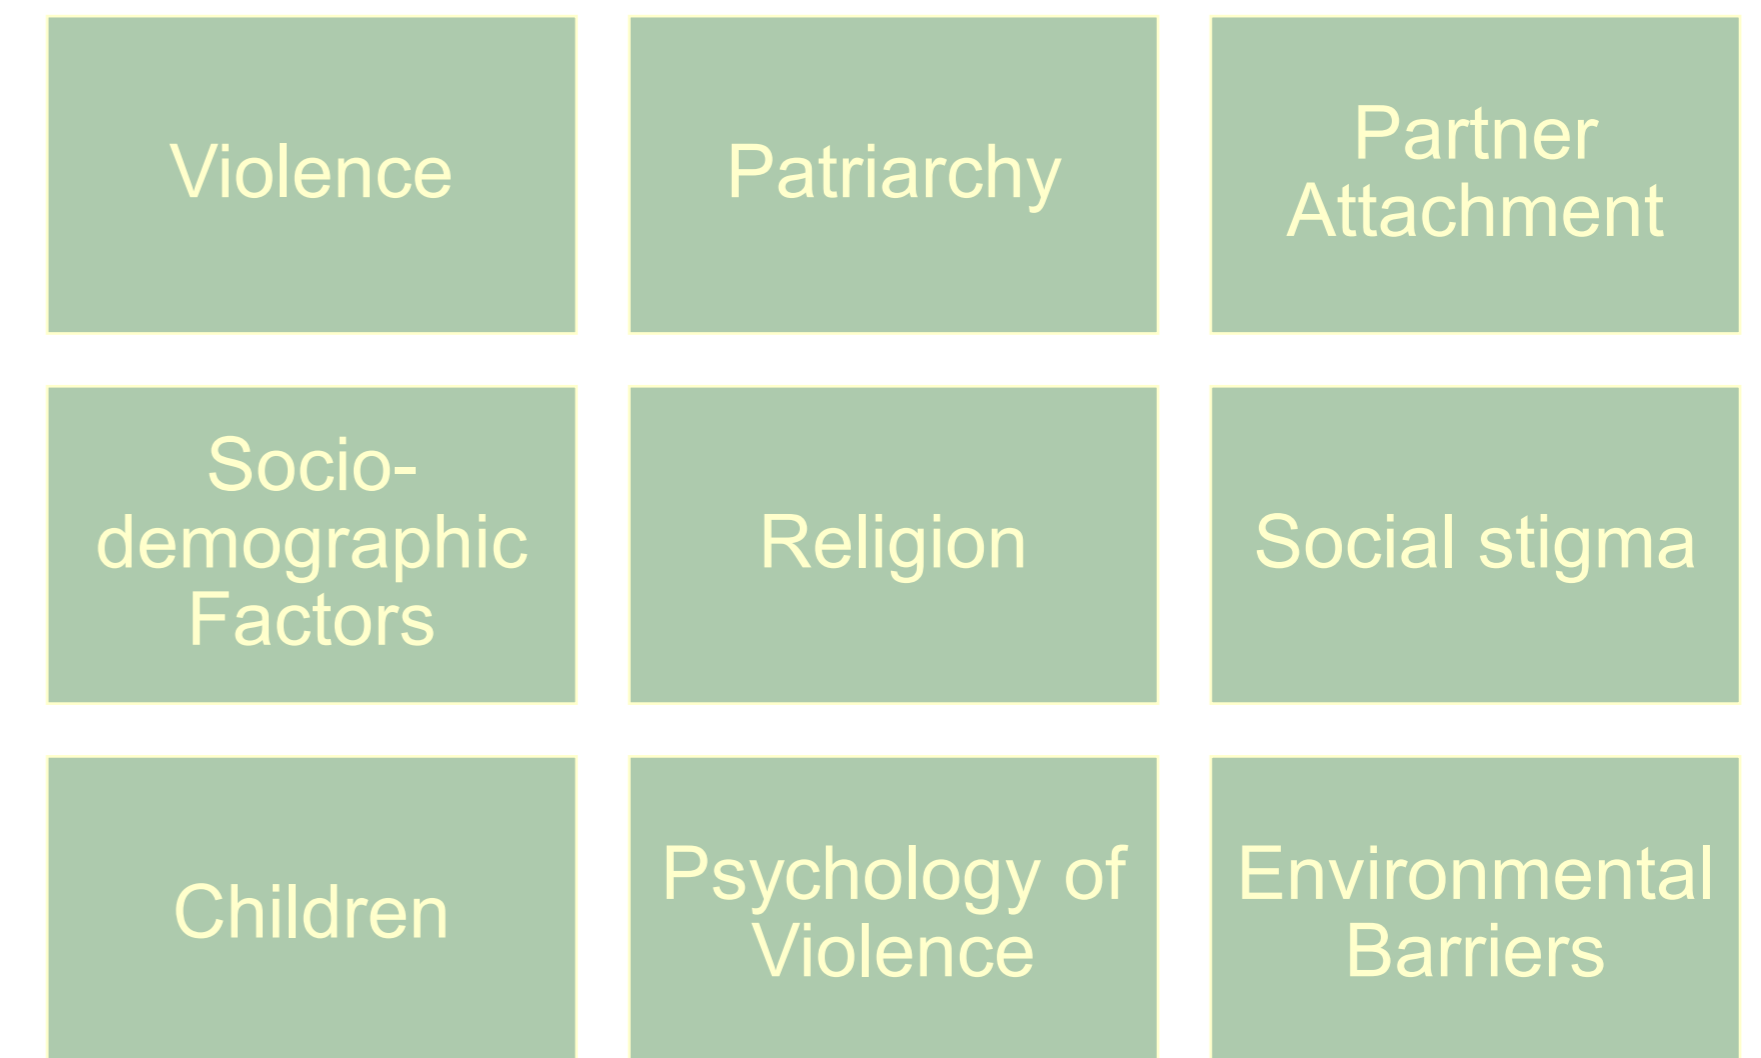 Violence
Patriarchy
Partner
Attachment
Socio-
demographic
Factors
Religion
Social stigma
Children
Psychology of
Violence
Environmental
Barriers